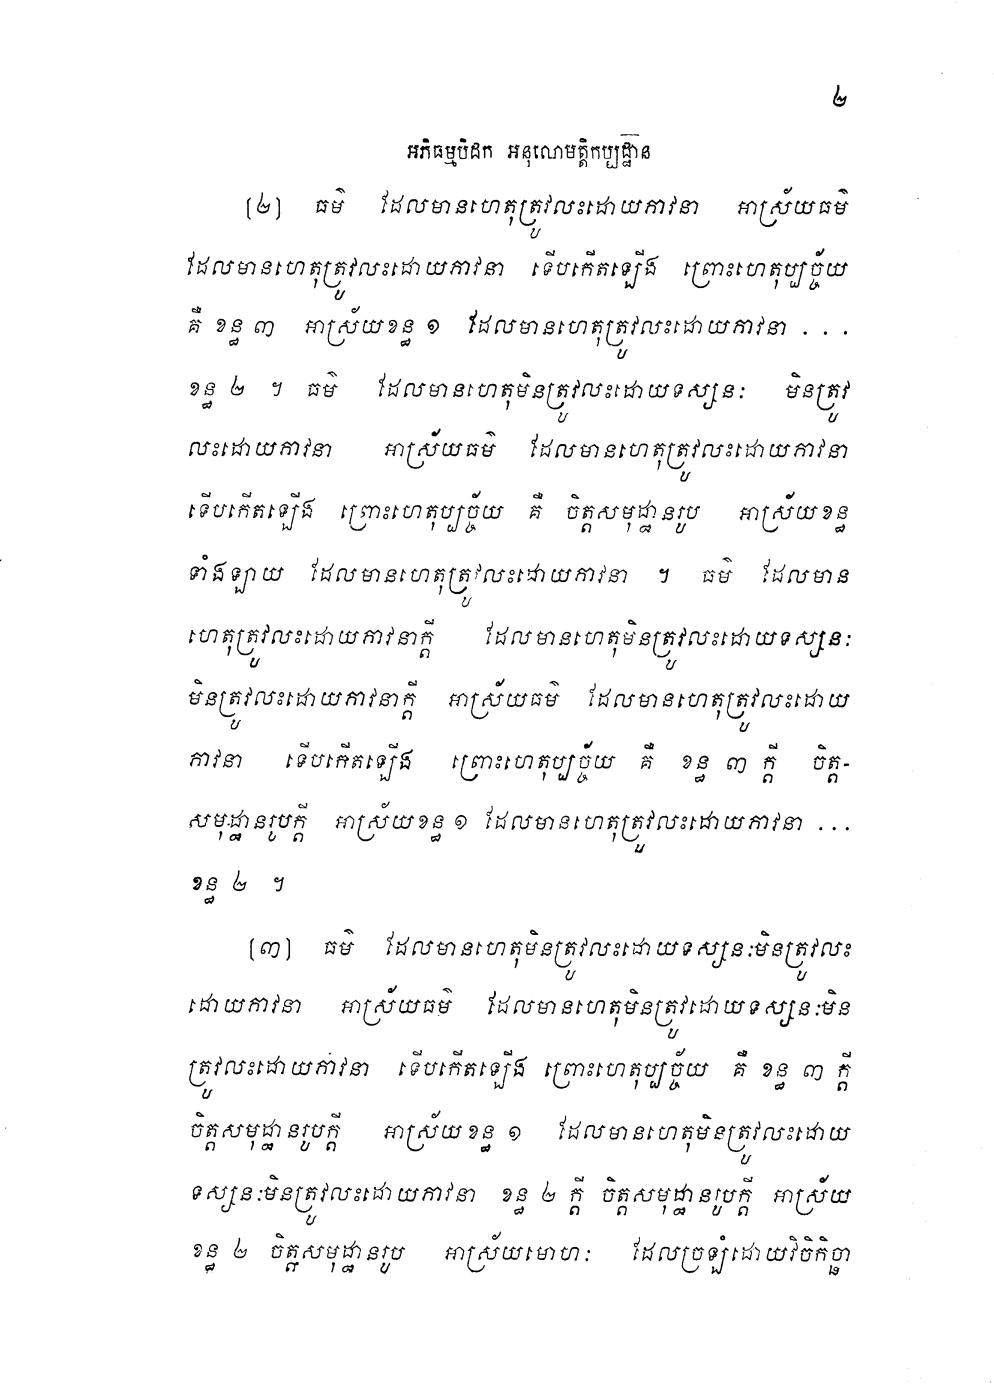 ២
អភិធម្មបិដក អនុលោមត្តិកប្បដ្ឋាន
(២) ធម៌ ដែលមានហេតុត្រូវលះដោយភាវនា អាស្រ័យធម៌
ដែលមានហេតុត្រូវលះដោយភាវនា ទើបកើតឡើង ព្រោះហេតុប្បច្ច័យ
គឺ ខន្ធ ៣ អាស្រ័យខន្ធ ១ ដែលមានហេតុត្រូវលះដោយភាវនា . . .
ខន្ធ ២ ។ ធម៌ ដែលមានហេតុមិនត្រូវលះដោយទស្សនៈ មិនត្រូវ
លះដោយភាវនា អាស្រ័យធម៌ ដែលមានហេតុត្រូវលះដោយភាវនា
ទើបកើតឡើង ព្រោះហេតុប្បច្ច័យ គឺ ចិត្តសមុដ្ឋានរូប អាស្រ័យខន្ធ
ទាំងឡាយ ដែលមានហេតុត្រូវលះដោយភាវនា ។ ធម៌ ដែលមាន
ហេតុត្រូវលះដោយភាវនាក្តី ដែលមានហេតុមិនត្រូវលះដោយទស្សនៈ
មិនត្រូវលះដោយភាវនាក្តី អាស្រ័យធម៌ ដែលមានហេតុត្រូវលះដោយ
ភាវនា ទើបកើតឡើង ព្រោះហេតុប្បច្ច័យ គឺ ខន្ធ ៣ ក្តី ចិត្ត-
សមុដ្ឋានរូបក្តី អាស្រ័យខន្ធ ១ ដែលមានហេតុត្រូវលះដោយភាវនា . . .
ខន្ធ ២ ។
(៣) ធម៌ ដែលមានហេតុមិនត្រូវលះដោយទស្សនៈមិនត្រូវលះ
ដោយភាវនា អាស្រ័យធម៌ ដែលមានហេតុមិនត្រូវដោយទស្សនៈមិន
ត្រូវលះដោយភាវនា ទើបកើតឡើង ព្រោះហេតុប្បច្ច័យ គឺ ខន្ធ ៣ ក្តី
ចិត្តសមុដ្ឋានរូបក្តី អាស្រ័យខន្ធ ១ ដែលមានហេតុមិនត្រូវលះដោយ
ទស្សនៈមិនត្រូវលះដោយភាវនា ខន្ធ ២ ក្តី ចិត្តសមុដ្ឋានរូបក្តី អាស្រ័យ
ខន្ធ ២ ចិត្តសមុដ្ឋានរូប អាស្រ័យមោហៈ ដែលច្រឡំដោយវិចិកិច្ឆា